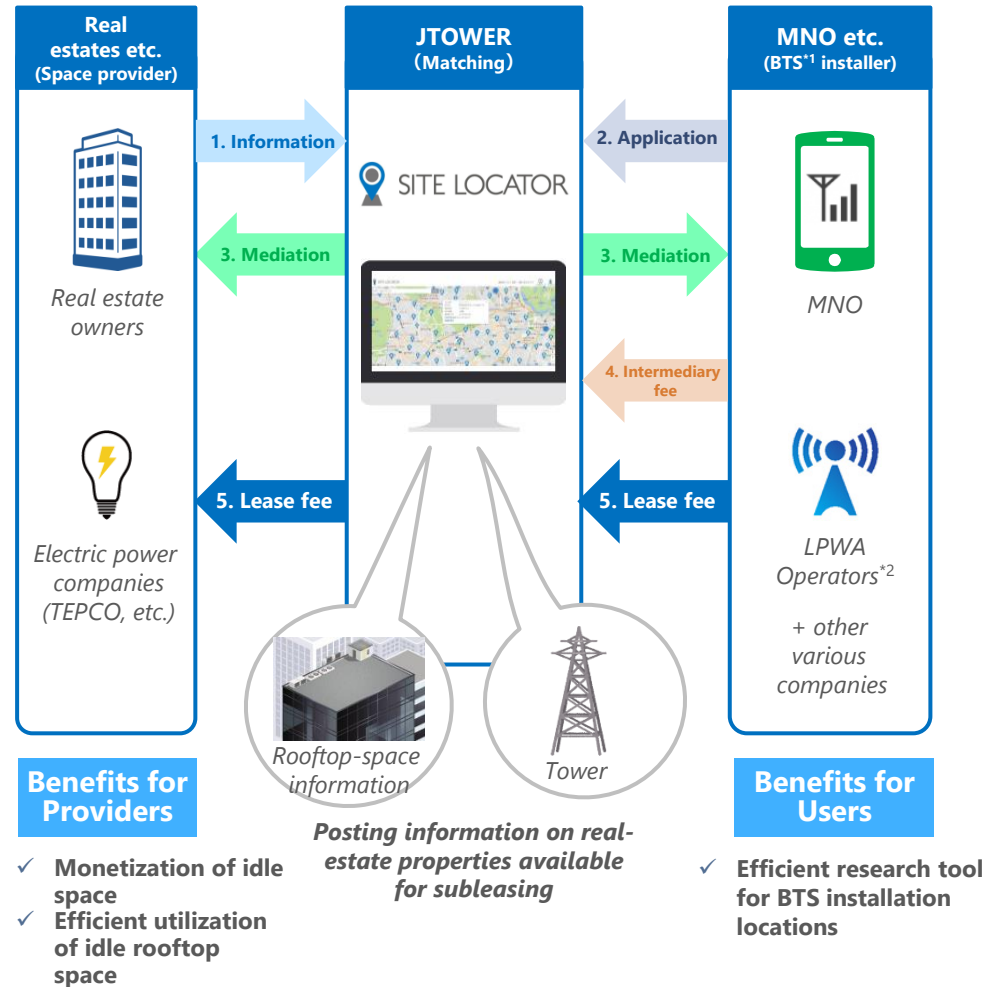 Real
estates etc.
(Space provider)
JTOWER
（Matching）
MNO etc.
(BTS*1 installer)
1. Information
2. Application
SITE LOCATOR
3. Mediation
3. Mediation
Real estate
owners
MNO
4. Intermediary
fee
5. Lease fee
5. Lease fee
Electric power
companies
(TEPCO, etc.)
LPWA
Operators*2
+ other
various
companies
Rooftop-space
information
Tower
Benefits for
Providers
Benefits for
Users
Posting information on real-
estate properties available
for subleasing
✓ Monetization of idle
space
✓ Efficient utilization
of idle rooftop
space
✓ Efficient research tool
for BTS installation
locations